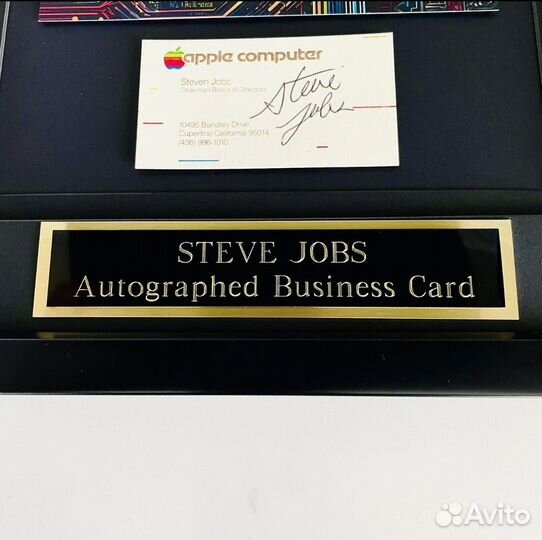 apple computer
Steven Jobs
Chairman Board of Directors
Steve
Jobs
10495 Bandley Drive
Cupertino California 95014
(408) 996-1010
STEVE JOBS
Autographed Business Card
Avito